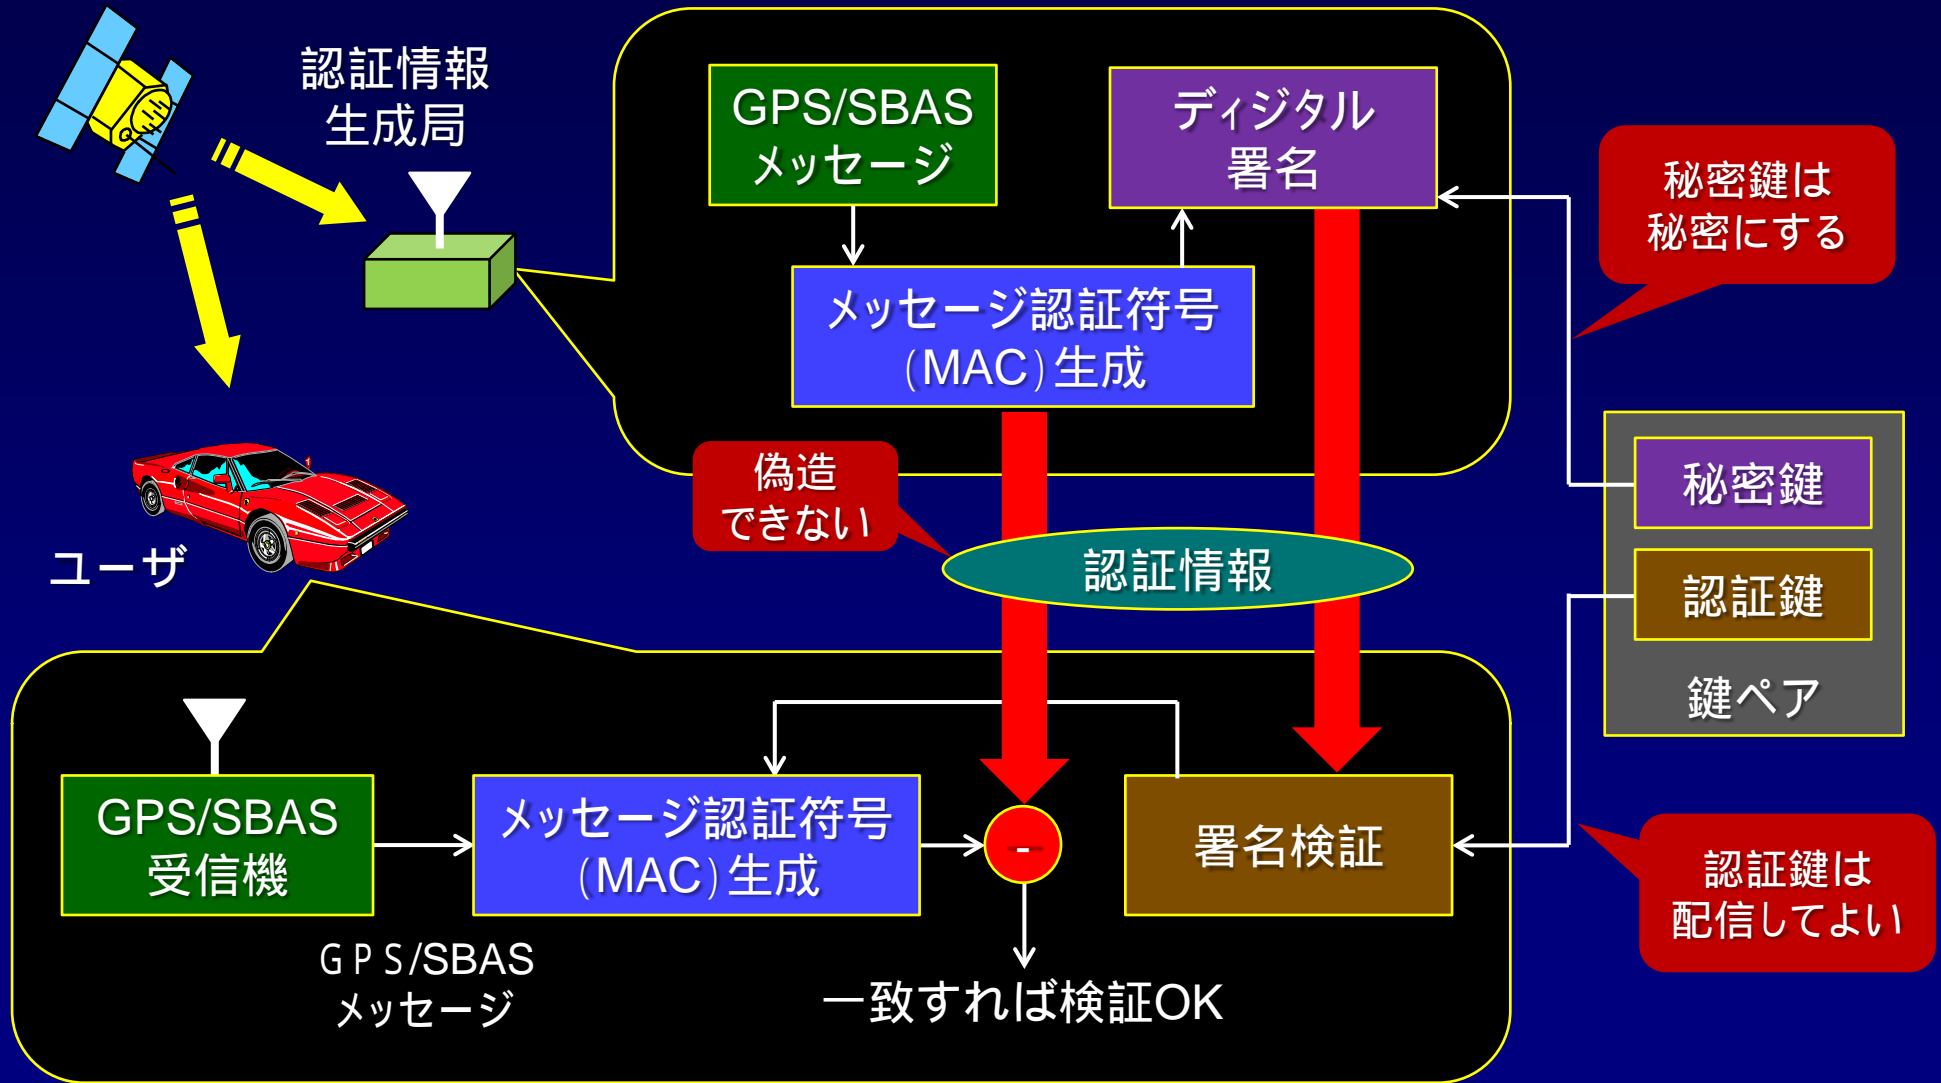 認証情報
生成局
GPS/SBAS
メッセージ
ディジタル
署名
秘密鍵は
秘密にする
メッセージ認証符号
（MAC）生成
偽造
できない
秘密鍵
認証情報
認証鍵
鍵ペア
ユーザ
GPS/SBAS
受信機
メッセージ認証符号
（MAC）生成
-
署名検証
認証鍵は
配信してよい
ＧＰＳ/SBAS
メッセージ
一致すれば検証OK